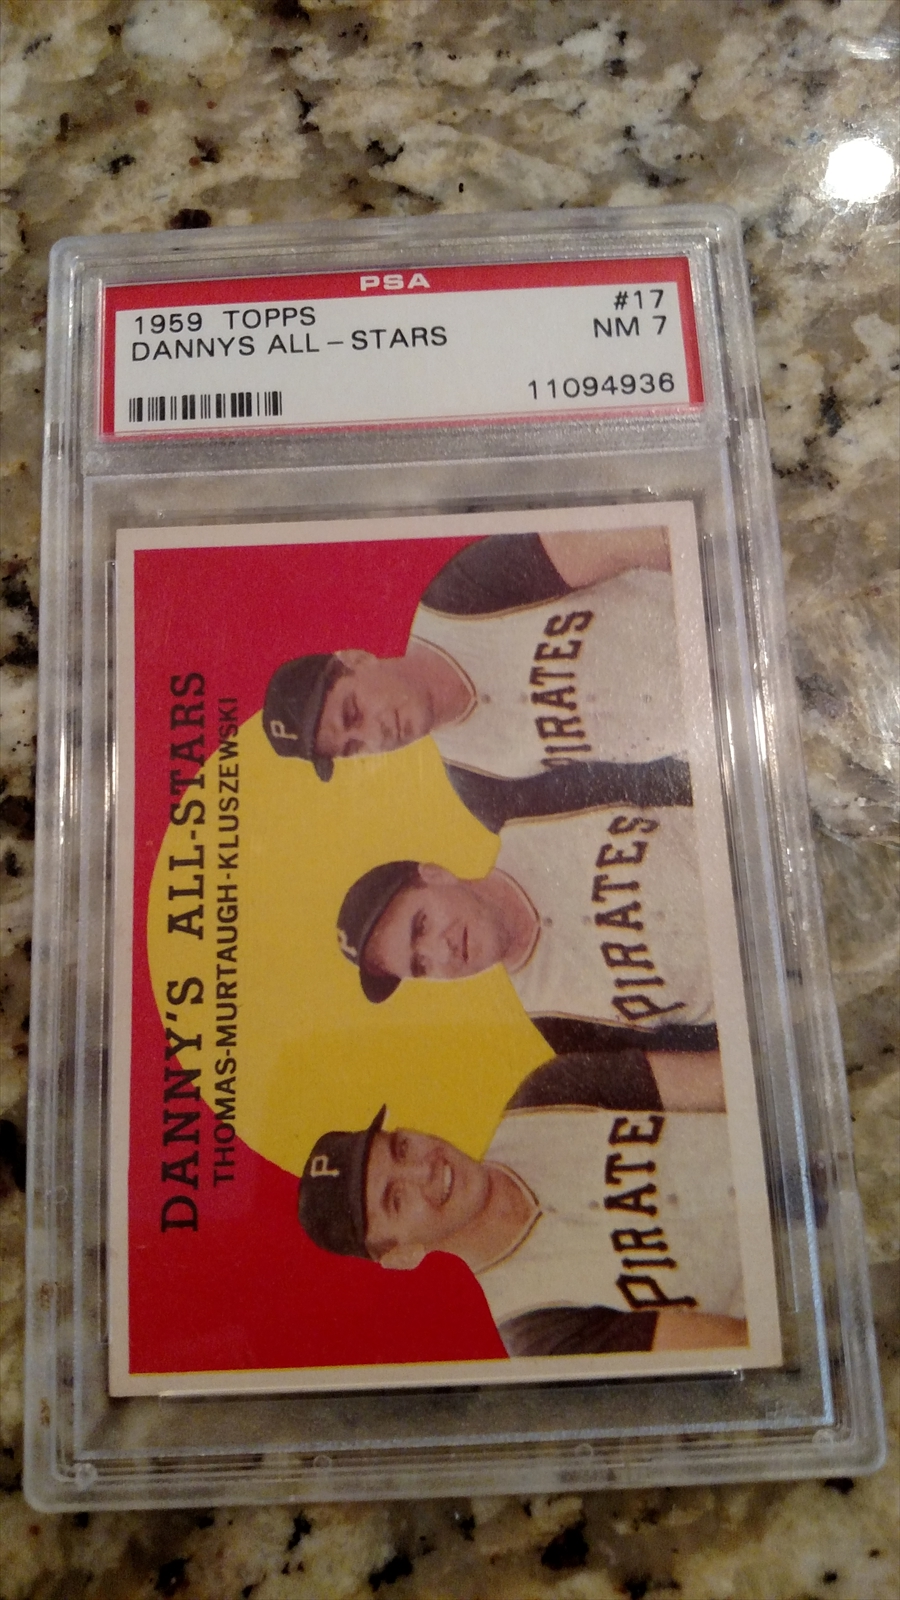 PSA
1959 TOPPS #17
DANNYS ALL-STARS NM 7
11094936
DANNY'S ALL-STARS
THOMAS-MURTAUGH-KLUSZEWSKI
P
PIRATE
PIRATES
P
PIRATES